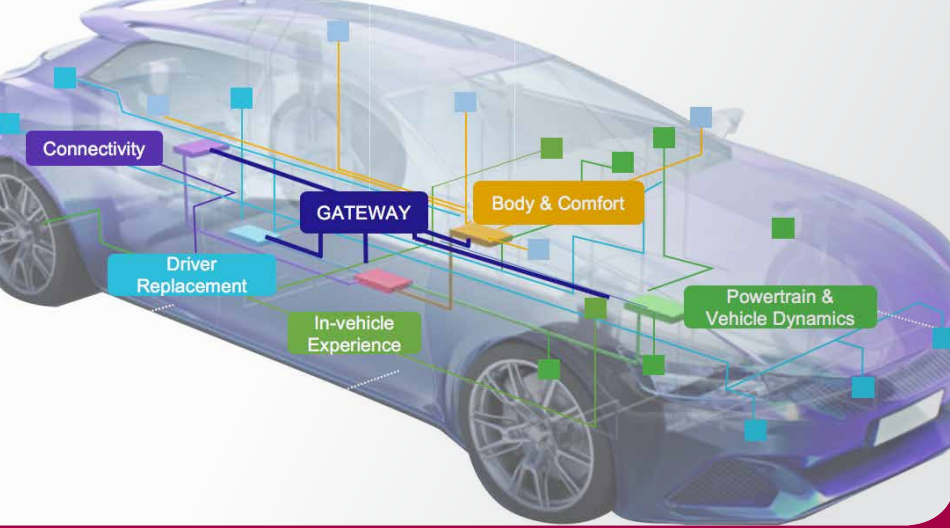 Connectivity
GATEWAY
Body & Comfort
Driver
Replacement
In-vehicle
Experience
Powertrain &
Vehicle Dynamics